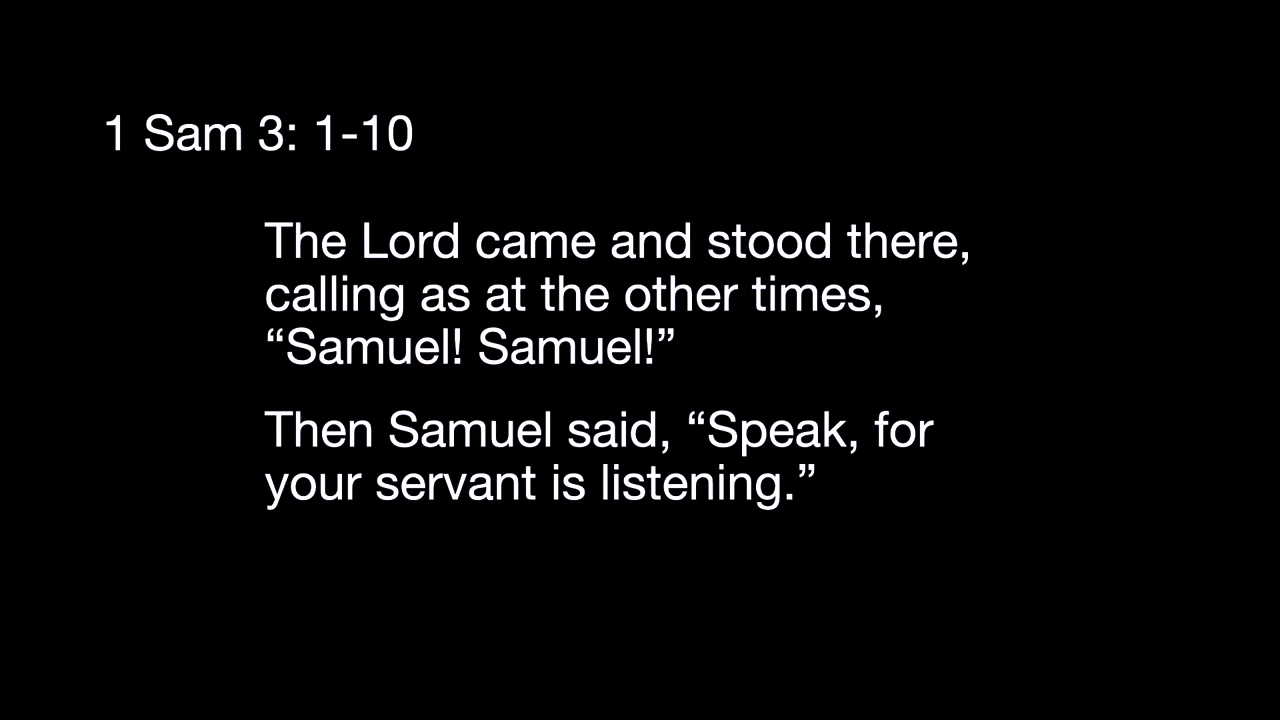 1 Sam 3: 1-10
The Lord came and stood there,
calling as at the other times,
“Samuel! Samuel!”
Then Samuel said, “Speak, for
your servant is listening.”